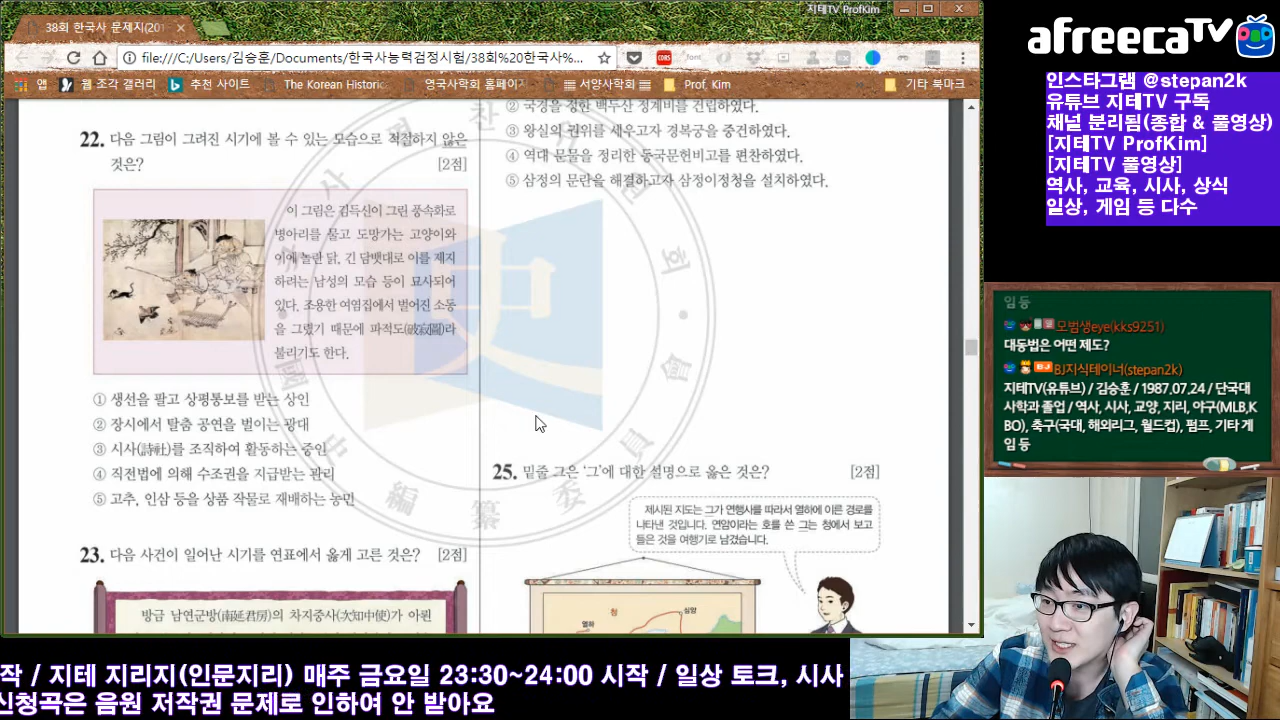 지테TV ProfKim
38회 한국사 문제지(201
file:///C:/Users/김승훈/Documents/한국사능력검정시험/38회%20한국사%...
앱
웹 조각 갤러리
추천 사이트
The Korean Historic
영국사학회 홈페이지
서양사학회
Prof. Kim
기타 북마크
22. 다음 그림이 그려진 시기에 볼 수 있는 모습으로 적절하지 않은
것은? [2점]
이 그림은 김득신이 그린 풍속화로
병아리를 물고 도망가는 고양이와
이에 놀란 닭, 긴 담뱃대로 이를 제지
하려는 남성의 모습 등이 묘사되어
있다. 조용한 여염집에서 벌어진 소동
을 그렸기 때문에 파적도(破寂圖)라
불리기도 한다.
① 생선을 팔고 상평통보를 받는 상인
② 장시에서 탈춤 공연을 벌이는 광대
③ 시사(詩社)를 조직하여 활동하는 중인
④ 직전법에 의해 수조권을 지급받는 관리
⑤ 고추, 인삼 등을 상품 작물로 재배하는 농민
23. 다음 사건이 일어난 시기를 연표에서 옳게 고른 것은? [2점]
방금 남연군방(南延君房)의 차지중사(次知中使)가 아뢴
② 국경을 정한 백두산 정계비를 건립하였다.
③ 왕실의 권위를 세우고자 경복궁을 중건하였다.
④ 역대 문물을 정리한 동국문헌비고를 편찬하였다.
⑤ 삼정의 문란을 해결하고자 삼정이정청을 설치하였다.
25. 밑줄 그은 '그'에 대한 설명으로 옳은 것은? [2점]
제시된 지도는 그가 연행사를 따라서 열하에 이른 경로를
나타낸 것입니다. 연암이라는 호를 쓴 그는 청에서 보고
들은 것을 여행기로 남겼습니다.
청
심양
열하
afreecaTV
인스타그램 @stepan2k
유튜브 지테TV 구독
채널 분리됨(종합 & 풀영상)
[지테TV ProfKim]
[지테TV 풀영상]
역사, 교육, 시사, 상식
일상, 게임 등 다수
임 등
모범생eye(kks9251)
대동법은 어떤 제도?
BJ지식테이너(stepan2k)
지테TV(유튜브) / 김승훈 / 1987.07.24 / 단국대
사학과 졸업 / 역사, 시사, 교양, 지리, 야구(MLB,K
BO), 축구(국대, 해외리그, 월드컵), 펌프, 기타 게
임 등
작 / 지테 지리지(인문지리) 매주 금요일 23:30~24:00 시작 / 일상 토크, 시사
신청곡은 음원 저작권 문제로 인하여 안 받아요